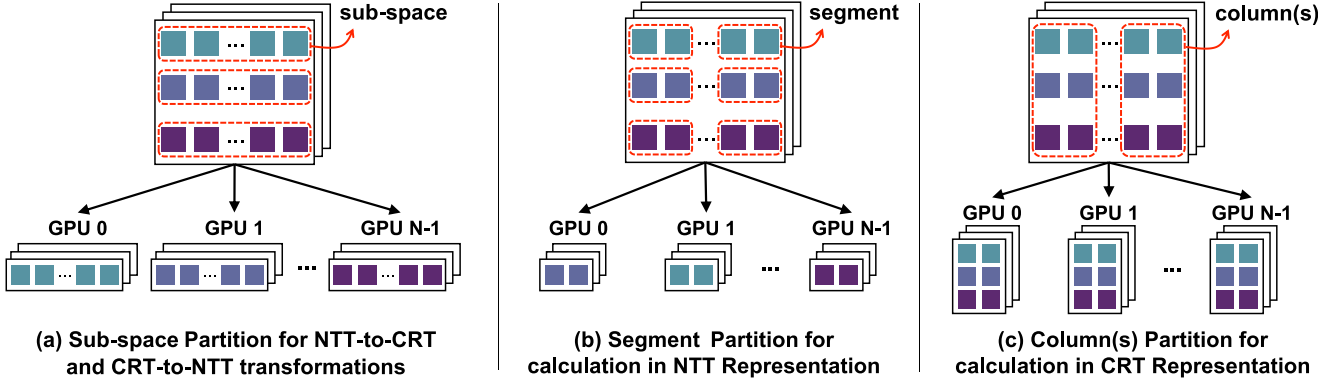 sub-space
...
...
...
GPU 0
GPU 1
GPU N-1
...
...
...
...
(a) Sub-space Partition for NTT-to-CRT
and CRT-to-NTT transformations
segment
...
...
...
GPU 0
GPU 1
GPU N-1
...
(b) Segment Partition for
calculation in NTT Representation
column(s)
...
...
...
GPU 0
GPU 1
GPU N-1
...
(c) Column(s) Partition for
calculation in CRT Representation